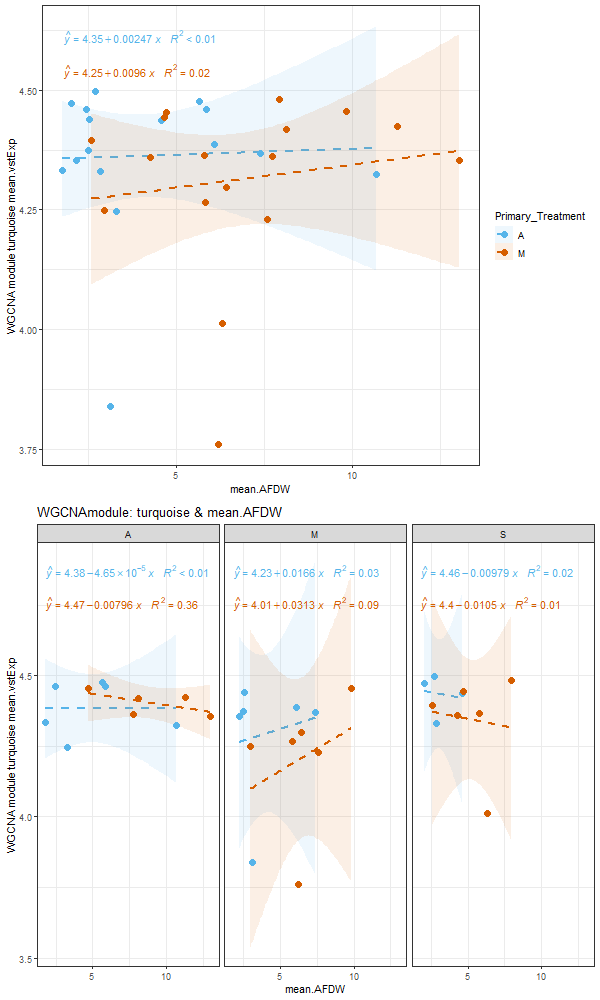 ŷ = 4.35 + 0.00247 x R² < 0.01
ŷ = 4.25 + 0.0096 x R² = 0.02
4.50
4.25
4.00
3.75
WGCNA module turquoise mean.vstExp
5 10
mean.AFDW
Primary_Treatment
A
M
WGCNAmodule: turquoise & mean.AFDW
A M S
ŷ = 4.38 − 4.65 × 10⁻⁵ x R² < 0.01
ŷ = 4.47 − 0.00796 x R² = 0.36
ŷ = 4.23 + 0.0166 x R² = 0.03
ŷ = 4.01 + 0.0313 x R² = 0.09
ŷ = 4.46 − 0.00979 x R² = 0.02
ŷ = 4.4 − 0.0105 x R² = 0.01
4.5
4.0
3.5
WGCNA module turquoise mean.vstExp
5 10 5 10 5 10
mean.AFDW